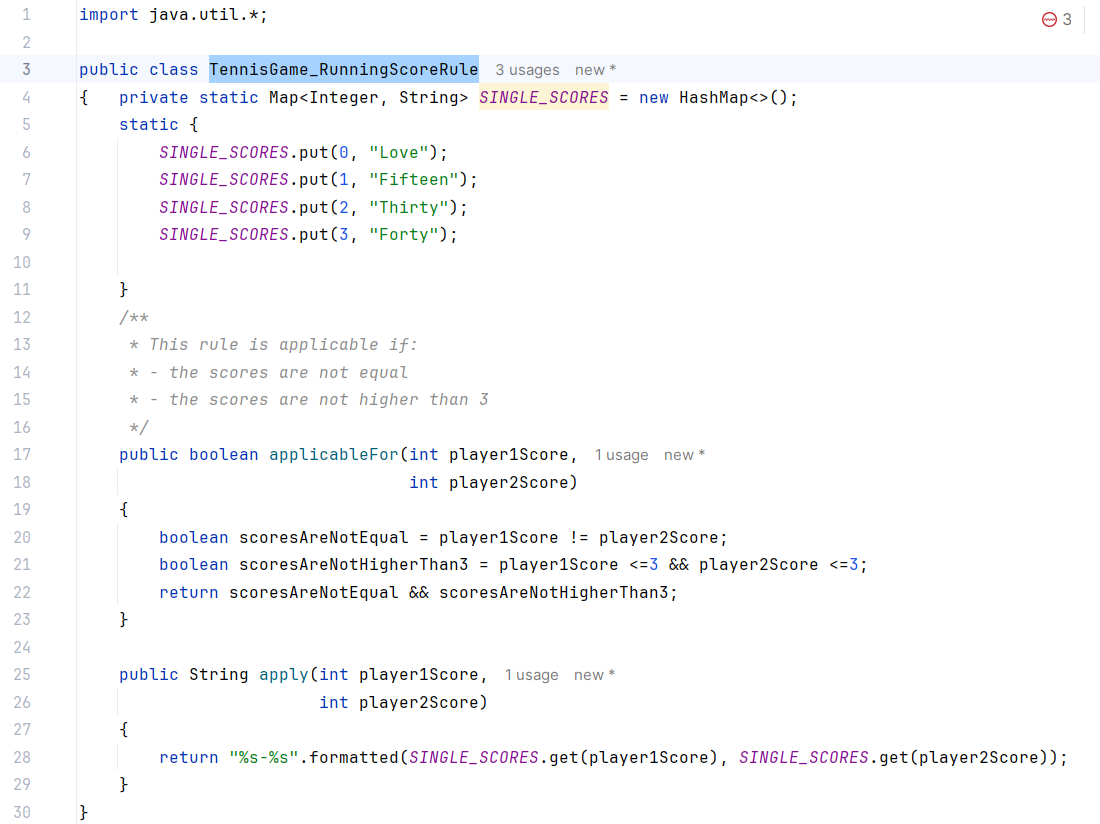 1 import java.util.*; 3
2
3 public class TennisGame_RunningScoreRule 3 usages new *
4 { private static Map<Integer, String> SINGLE_SCORES = new HashMap<>();
5 static {
6 SINGLE_SCORES.put(0, "Love");
7 SINGLE_SCORES.put(1, "Fifteen");
8 SINGLE_SCORES.put(2, "Thirty");
9 SINGLE_SCORES.put(3, "Forty");
10
11 }
12 /**
13 * This rule is applicable if:
14 * - the scores are not equal
15 * - the scores are not higher than 3
16 */
17 public boolean applicableFor(int player1Score, 1 usage new *
18 int player2Score)
19 {
20 boolean scoresAreNotEqual = player1Score != player2Score;
21 boolean scoresAreNotHigherThan3 = player1Score <=3 && player2Score <=3;
22 return scoresAreNotEqual && scoresAreNotHigherThan3;
23 }
24
25 public String apply(int player1Score, 1 usage new *
26 int player2Score)
27 {
28 return "%s-%s".formatted(SINGLE_SCORES.get(player1Score), SINGLE_SCORES.get(player2Score));
29 }
30 }